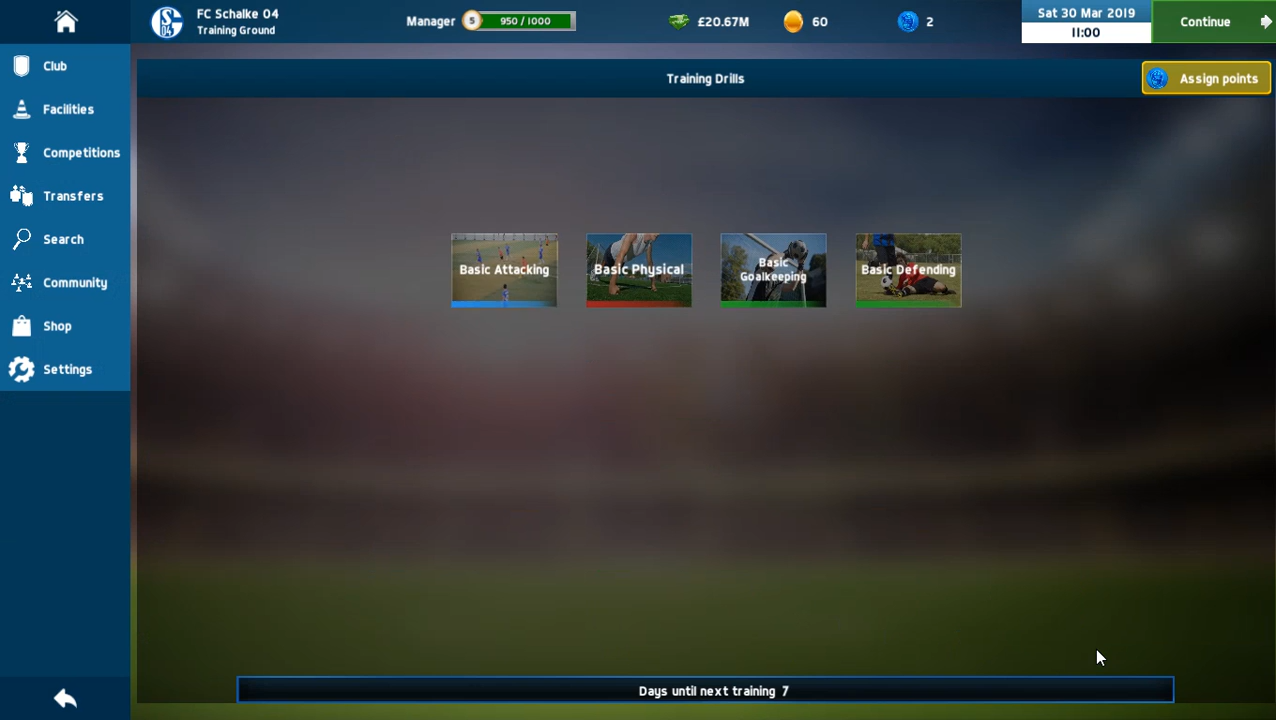 FC Schalke 04
Training Ground
Manager 5 950 / 1000
£20.67M
60
2
Sat 30 Mar 2019
11:00
Continue
Club
Facilities
Competitions
Transfers
Search
Community
Shop
Settings
Training Drills
Assign points
Basic Attacking
Basic Physical
Basic
Goalkeeping
Basic Defending
Days until next training 7